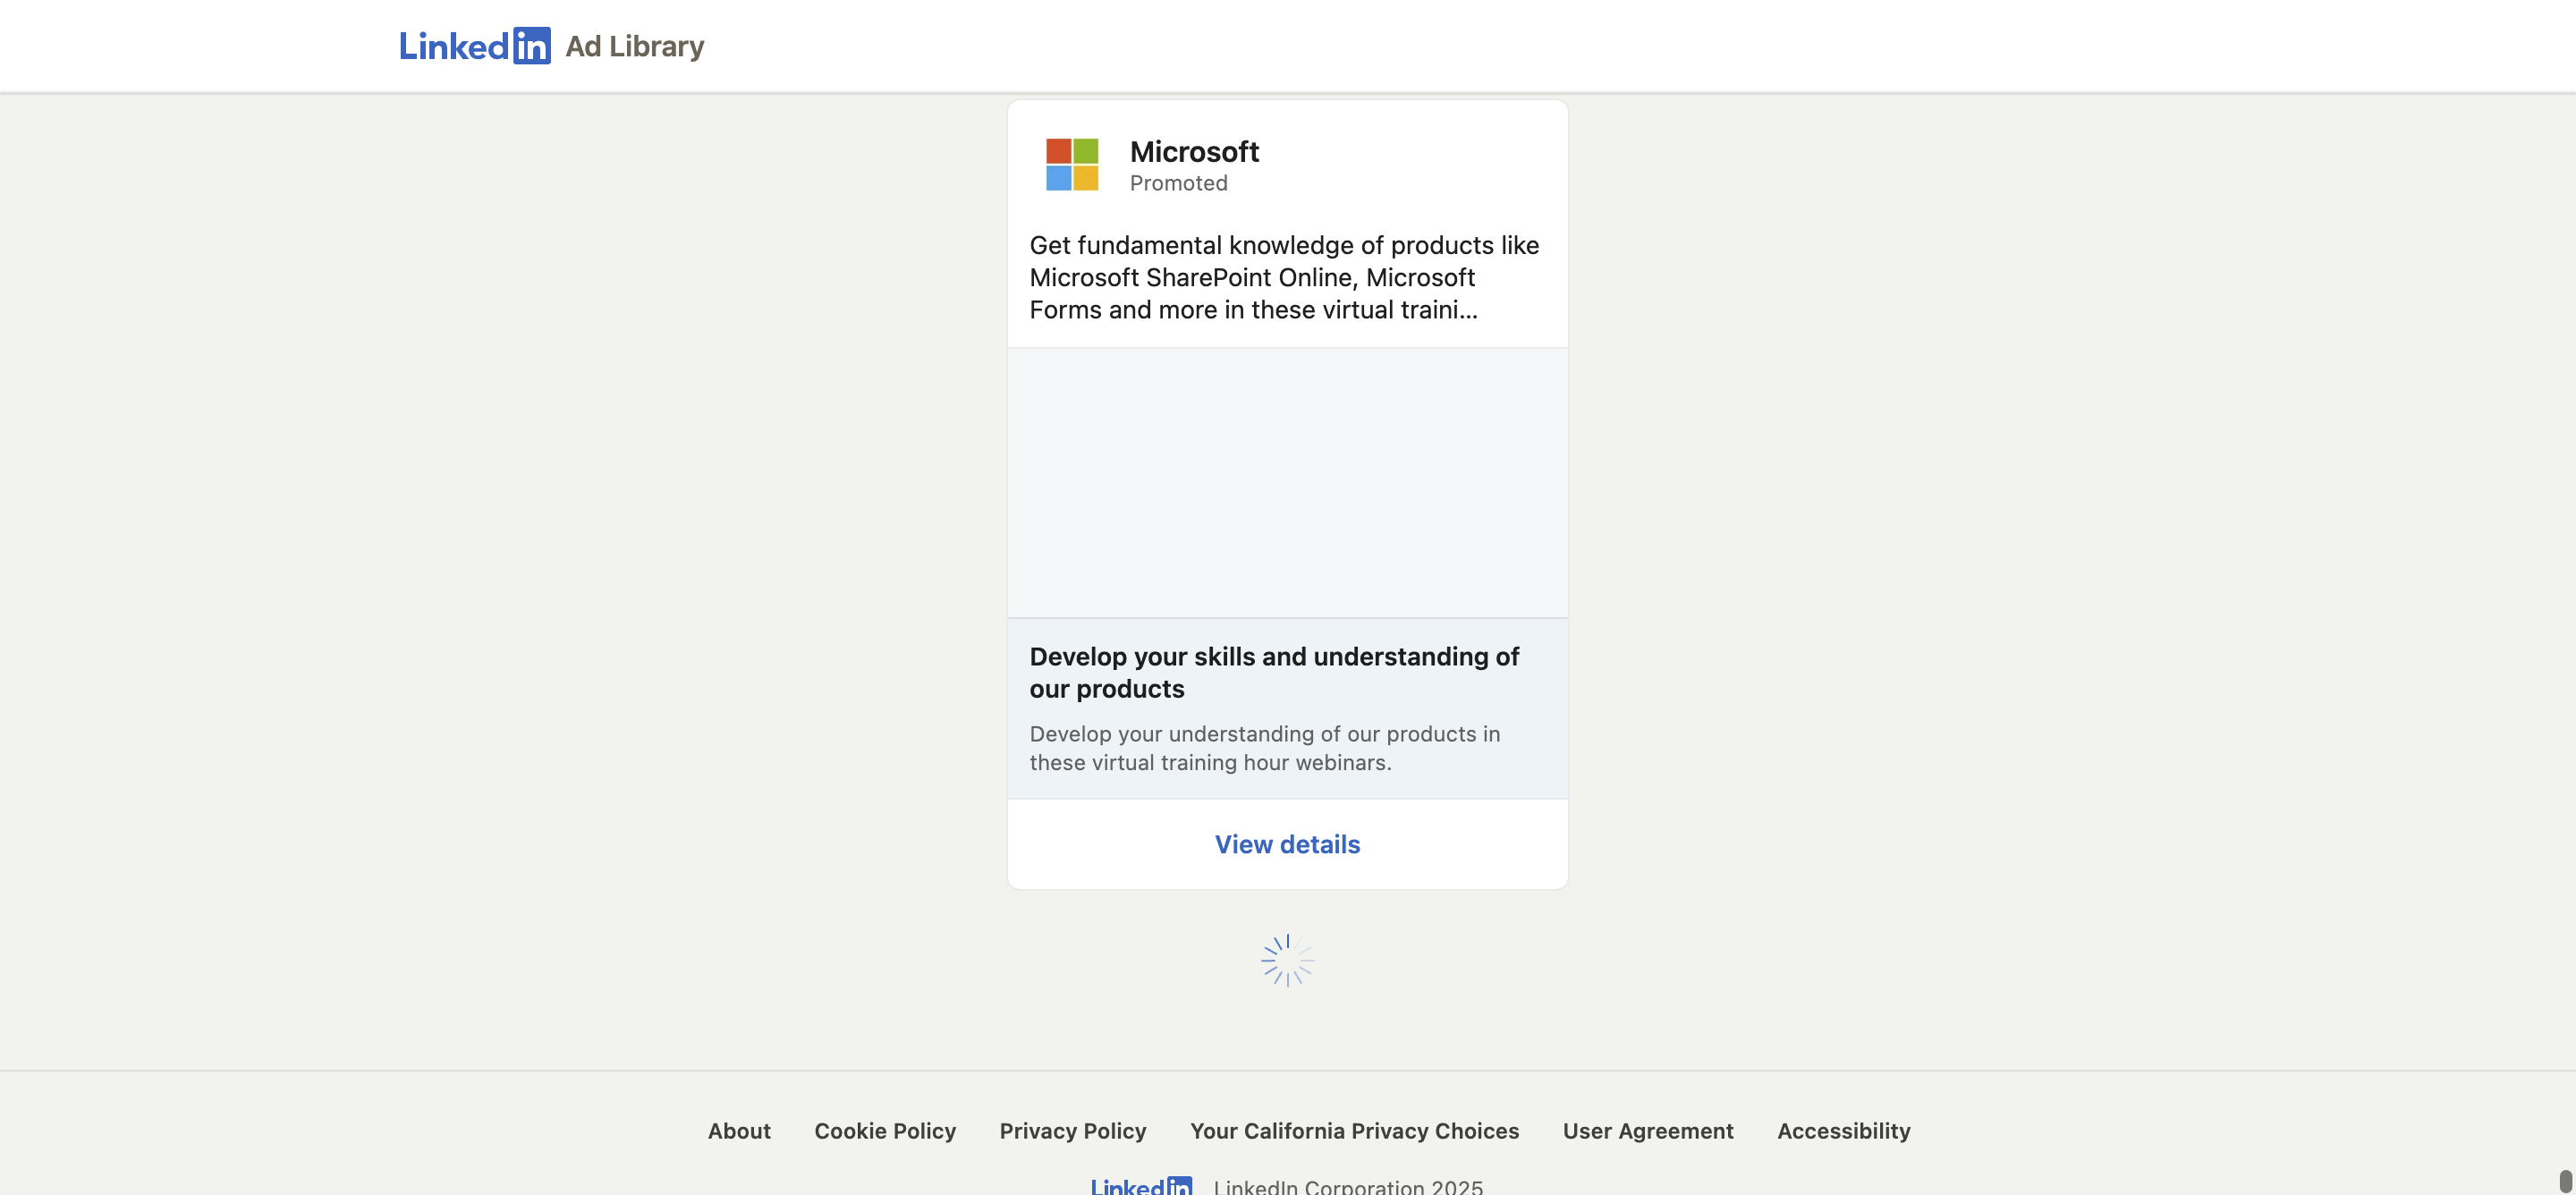 LinkedIn Ad Library
Microsoft
Promoted
Get fundamental knowledge of products like
Microsoft SharePoint Online, Microsoft
Forms and more in these virtual traini...
Develop your skills and understanding of
our products
Develop your understanding of our products in
these virtual training hour webinars.
View details
About Cookie Policy Privacy Policy Your California Privacy Choices User Agreement Accessibility
LinkedIn LinkedIn Corporation 2025